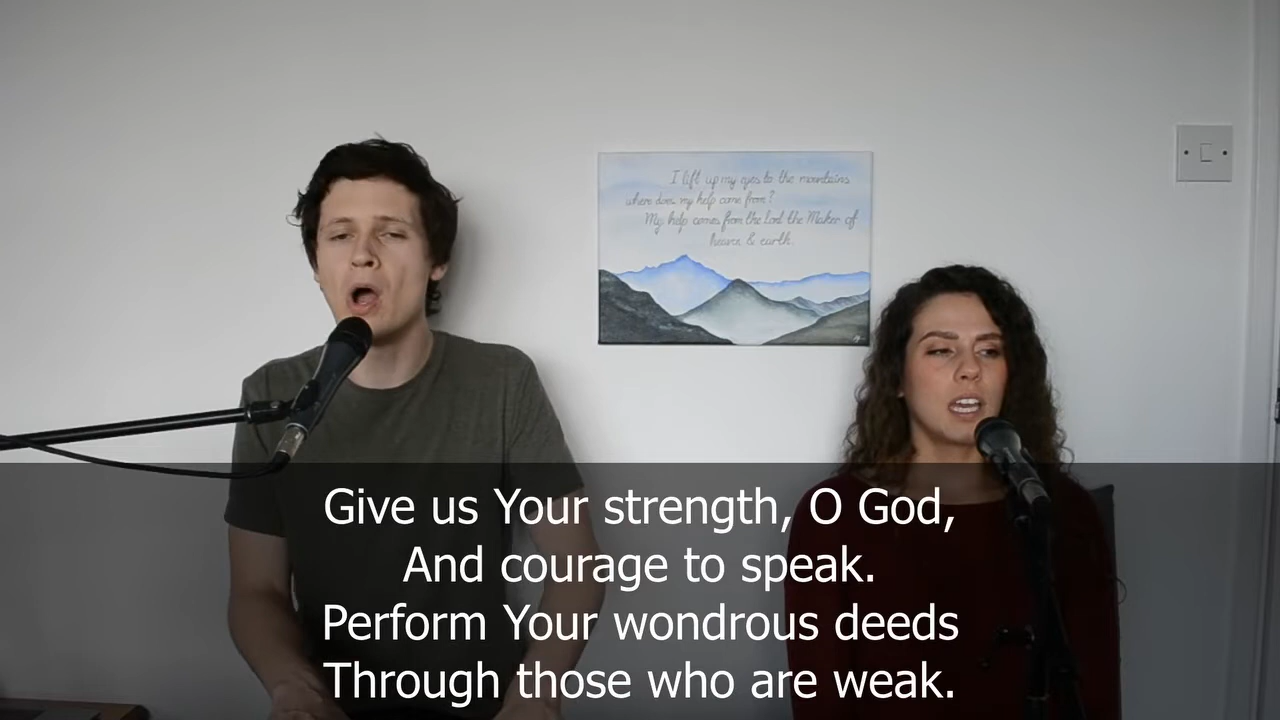 I lift up my eyes to the mountains
where does my help come from?
My help comes from the Lord the Maker of
heaven & earth.
Give us Your strength, O God,
And courage to speak.
Perform Your wondrous deeds
Through those who are weak.